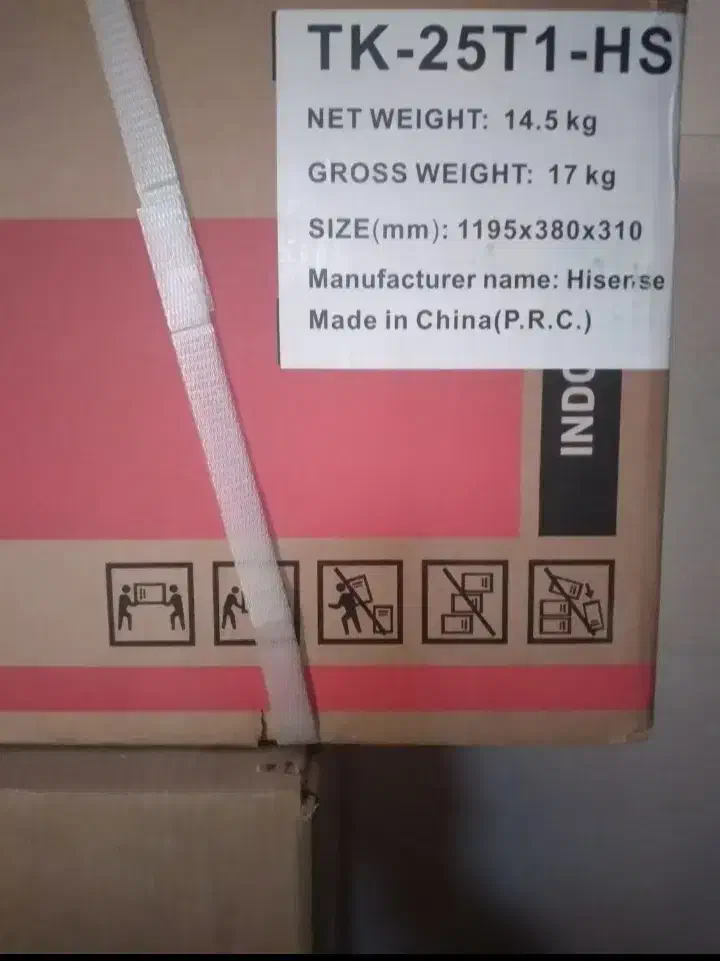 TK-25T1-HS
NET WEIGHT: 14.5 kg
GROSS WEIGHT: 17 kg
SIZE(mm): 1195x380x310
Manufacturer name: Hisense
Made in China(P.R.C.)